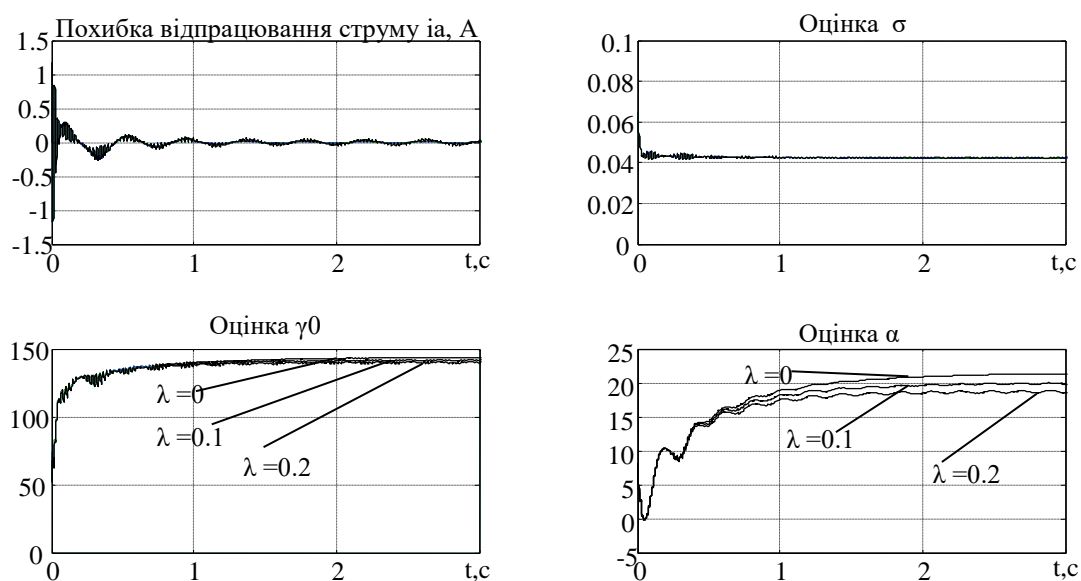 Похибка відпрацювання струму ia, А
1.5
1
0.5
0
-0.5
-1
-1.5
0
1
2
t,c
Оцінка σ
0.1
0.08
0.06
0.04
0.02
0
0
1
2
t,c
Оцінка γ0
150
100
50
0
0
1
2
t,c
λ =0
λ =0.1
λ =0.2
Оцінка α
25
20
15
10
5
0
-5
0
1
2
t,c
λ =0
λ =0.1
λ =0.2